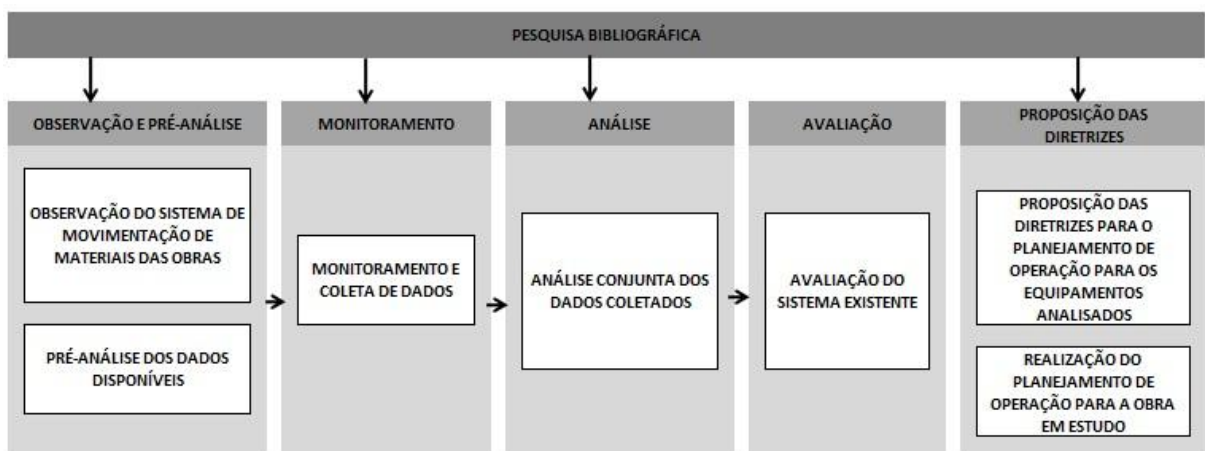 PESQUISA BIBLIOGRÁFICA
OBSERVAÇÃO E PRÉ-ANÁLISE
OBSERVAÇÃO DO SISTEMA DE
MOVIMENTAÇÃO DE
MATERIAIS DAS OBRAS
PRÉ-ANÁLISE DOS DADOS
DISPONÍVEIS
MONITORAMENTO
MONITORAMENTO E
COLETA DE DADOS
ANÁLISE
ANÁLISE CONJUNTA DOS
DADOS COLETADOS
AVALIAÇÃO
AVALIAÇÃO DO
SISTEMA EXISTENTE
PROPOSIÇÃO DAS
DIRETRIZES
PROPOSIÇÃO DAS
DIRETRIZES PARA O
PLANEJAMENTO DE
OPERAÇÃO PARA OS
EQUIPAMENTOS
ANALISADOS
REALIZAÇÃO DO
PLANEJAMENTO DE
OPERAÇÃO PARA A OBRA
EM ESTUDO